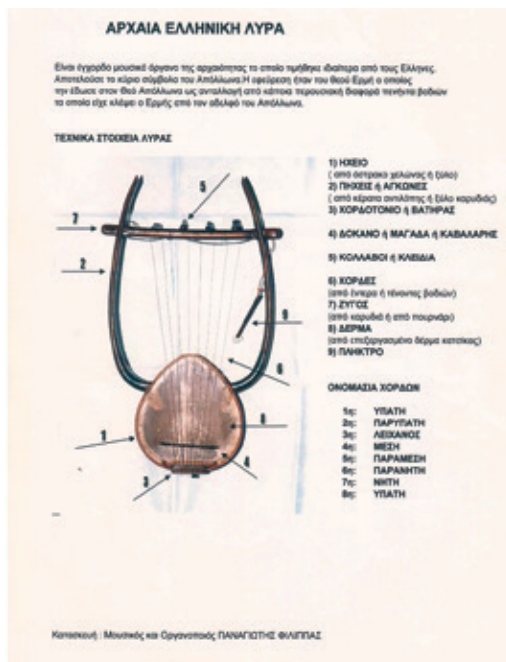 ΑΡΧΑΙΑ ΕΛΛΗΝΙΚΗ ΛΥΡΑ
Είναι έγχορδο μουσικό όργανο της αρχαιότητας το οποίο τιμήθηκε ιδιαίτερα από τους Ελληνες.
Αποτελούσε το κύριο σύμβολο του Απόλλωνα.Η εφεύρεση ήταν του θεού Ερμή ο οποίος
την έδωσε στον Θεό Απόλλωνα ως ανταλλαγή από κάποια περουσιακή διαφορά πενήντα βοδιών
τα οποία είχε κλέψει ο Ερμής από τον αδελφό του Απόλλωνα.
ΤΕΧΝΙΚΑ ΣΤΟΙΧΕΙΑ ΛΥΡΑΣ
1) ΗΧΕΙΟ
( από όστρακο χελώνας ή ξύλο)
2) ΠΗΧΕΙΣ ή ΑΓΚΩΝΕΣ
( από κέρατα αντιλόπης ή ξύλο καρυδιάς)
3) ΧΟΡΔΟΤΟΝΙΟ ή ΒΑΤΗΡΑΣ
4) ΔΟΚΑΝΟ ή ΜΑΓΑΔΑ ή ΚΑΒΑΛΑΡΗΣ
5) ΚΟΛΛΑΒΟΙ ή ΚΛΕΙΔΙΑ
6) ΧΟΡΔΕΣ
(από έντερα ή τένοντες βοδιών)
7) ΖΥΓΟΣ
(από καρυδιά ή από πουρνάρι)
8) ΔΕΡΜΑ
(από επεξεργασμένο δέρμα κατσίκας)
9) ΠΛΗΚΤΡΟ
5
7
2
9
6
8
1
4
3
ΟΝΟΜΑΣΙΑ ΧΟΡΔΩΝ
1η: ΥΠΑΤΗ
2η: ΠΑΡΥΠΑΤΗ
3η: ΛΕΙΧΑΝΟΣ
4η: ΜΕΣΗ
5η: ΠΑΡΑΜΕΣΗ
6η: ΠΑΡΑΝΗΤΗ
7η: ΝΗΤΗ
8η: ΥΠΑΤΗ
Κατασκευή : Μουσικός και Οργανοποιός ΠΑΝΑΓΙΩΤΗΣ ΦΙΛΙΠΠΑΣ